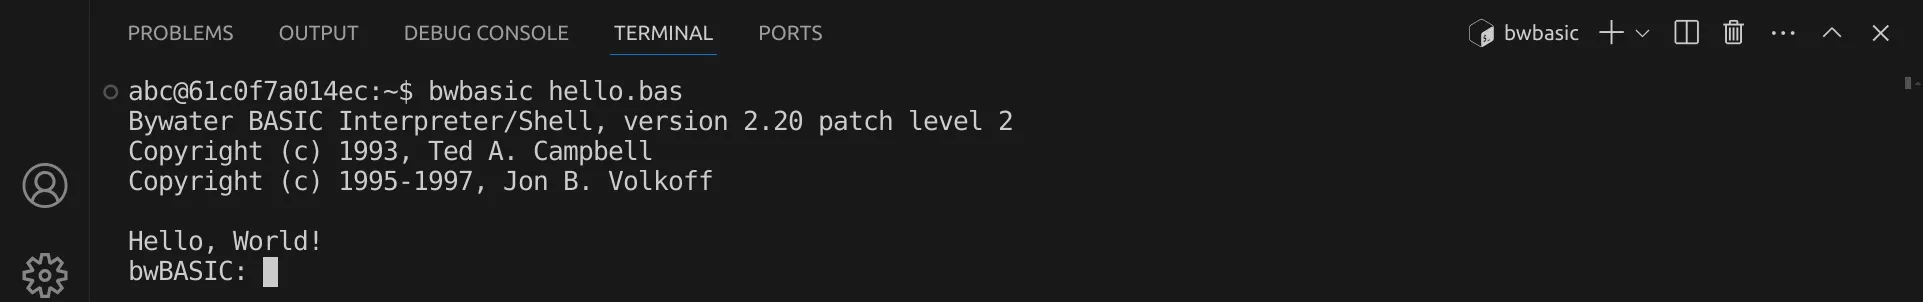 PROBLEMS OUTPUT DEBUG CONSOLE TERMINAL PORTS bwbasic
abc@61c0f7a014ec:~$ bwbasic hello.bas
Bywater BASIC Interpreter/Shell, version 2.20 patch level 2
Copyright (c) 1993, Ted A. Campbell
Copyright (c) 1995-1997, Jon B. Volkoff
Hello, World!
bwBASIC: